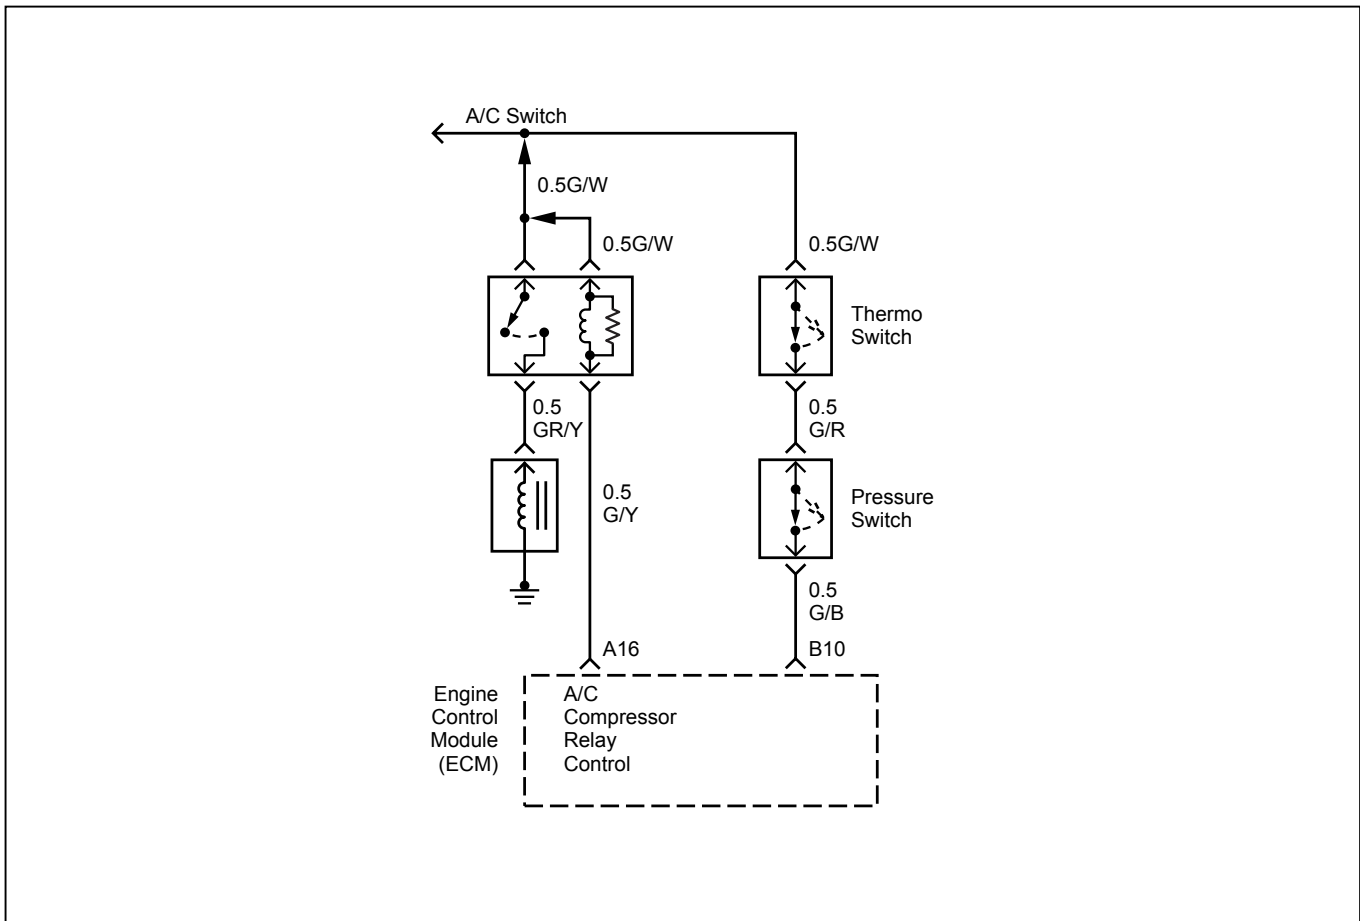 A/C Switch
0.5G/W
0.5G/W
0.5G/W
Thermo
Switch
0.5
GR/Y
0.5
G/R
0.5
G/Y
Pressure
Switch
0.5
G/B
A16
B10
Engine
Control
Module
(ECM)
A/C
Compressor
Relay
Control